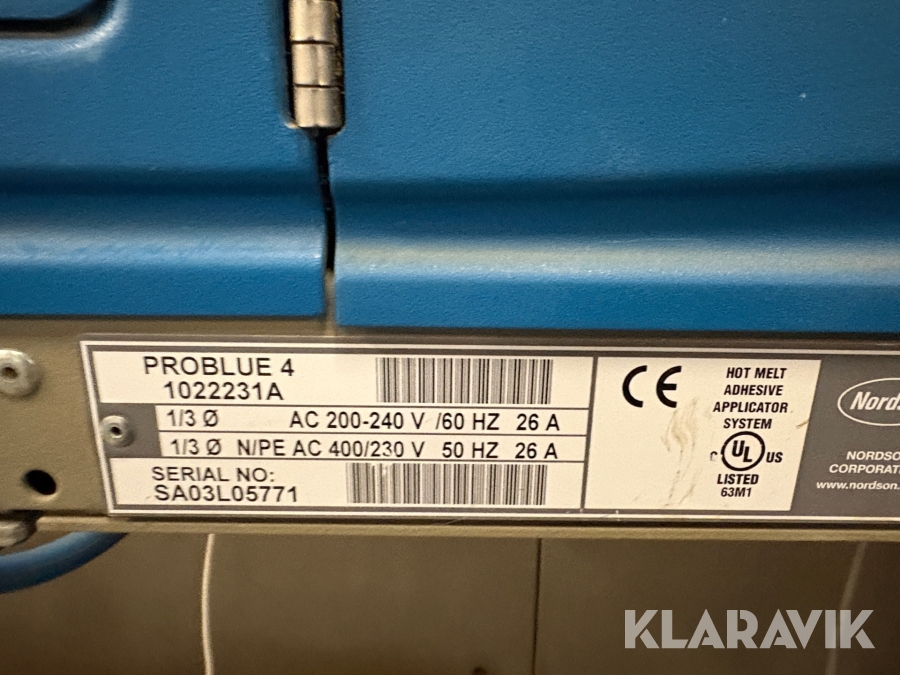 PROBLUE 4
1022231A
1/3 Ø AC 200-240 V /60 HZ 26 A
1/3 Ø N/PE AC 400/230 V 50 HZ 26 A
SERIAL NO:
SA03L05771
CE
HOT MELT
ADHESIVE
APPLICATOR
SYSTEM
c UL US
LISTED
63M1
KLARAVIK